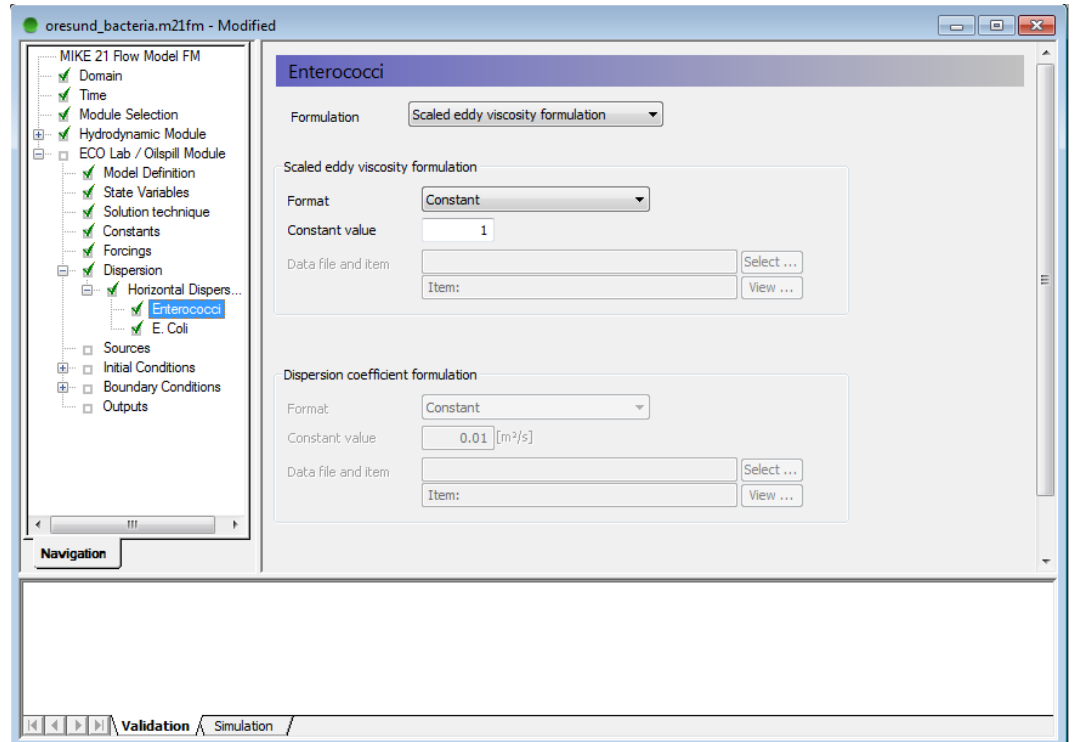 oresund_bacteria.m21fm - Modified
MIKE 21 Flow Model FM
Domain
Time
Module Selection
Hydrodynamic Module
ECO Lab / Oilspill Module
Model Definition
State Variables
Solution technique
Constants
Forcings
Dispersion
Horizontal Dispers...
Enterococci
E. Coli
Sources
Initial Conditions
Boundary Conditions
Outputs
Navigation
Enterococci
Formulation Scaled eddy viscosity formulation
Scaled eddy viscosity formulation
Format Constant
Constant value 1
Data file and item Select ...
Item: View ...
Dispersion coefficient formulation
Format Constant
Constant value 0.01 [m²/s]
Data file and item Select ...
Item: View ...
Validation Simulation